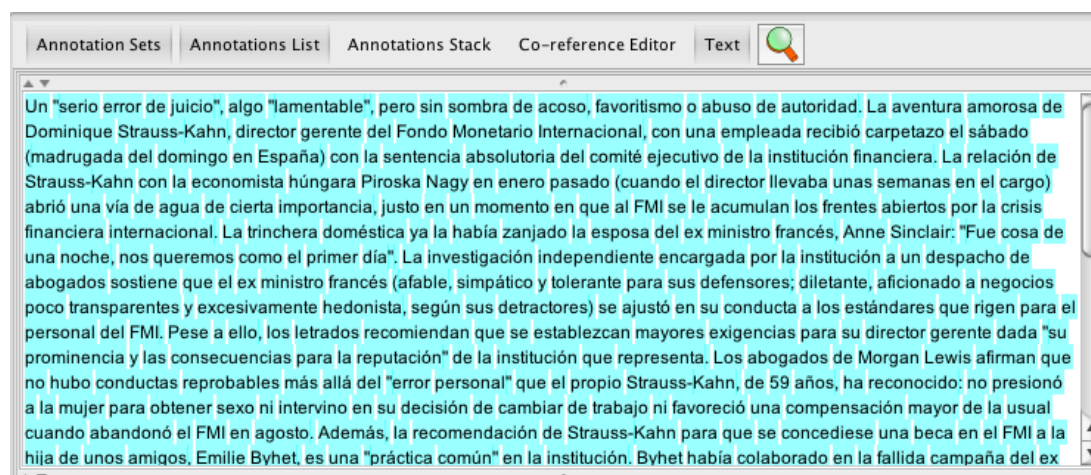 Annotation Sets Annotations List Annotations Stack Co-reference Editor Text
Un "serio error de juicio", algo "lamentable", pero sin sombra de acoso, favoritismo o abuso de autoridad. La aventura amorosa de
Dominique Strauss-Kahn, director gerente del Fondo Monetario Internacional, con una empleada recibió carpetazo el sábado
(madrugada del domingo en España) con la sentencia absolutoria del comité ejecutivo de la institución financiera. La relación de
Strauss-Kahn con la economista húngara Piroska Nagy en enero pasado (cuando el director llevaba unas semanas en el cargo)
abrió una vía de agua de cierta importancia, justo en un momento en que al FMI se le acumulan los frentes abiertos por la crisis
financiera internacional. La trinchera doméstica ya la había zanjado la esposa del ex ministro francés, Anne Sinclair: "Fue cosa de
una noche, nos queremos como el primer día". La investigación independiente encargada por la institución a un despacho de
abogados sostiene que el ex ministro francés (afable, simpático y tolerante para sus defensores; diletante, aficionado a negocios
poco transparentes y excesivamente hedonista, según sus detractores) se ajustó en su conducta a los estándares que rigen para el
personal del FMI. Pese a ello, los letrados recomiendan que se establezcan mayores exigencias para su director gerente dada "su
prominencia y las consecuencias para la reputación" de la institución que representa. Los abogados de Morgan Lewis afirman que
no hubo conductas reprobables más allá del "error personal" que el propio Strauss-Kahn, de 59 años, ha reconocido: no presionó
a la mujer para obtener sexo ni intervino en su decisión de cambiar de trabajo ni favoreció una compensación mayor de la usual
cuando abandonó el FMI en agosto. Además, la recomendación de Strauss-Kahn para que se concediese una beca en el FMI a la
hija de unos amigos, Emilie Byhet, es una "práctica común" en la institución. Byhet había colaborado en la fallida campaña del ex